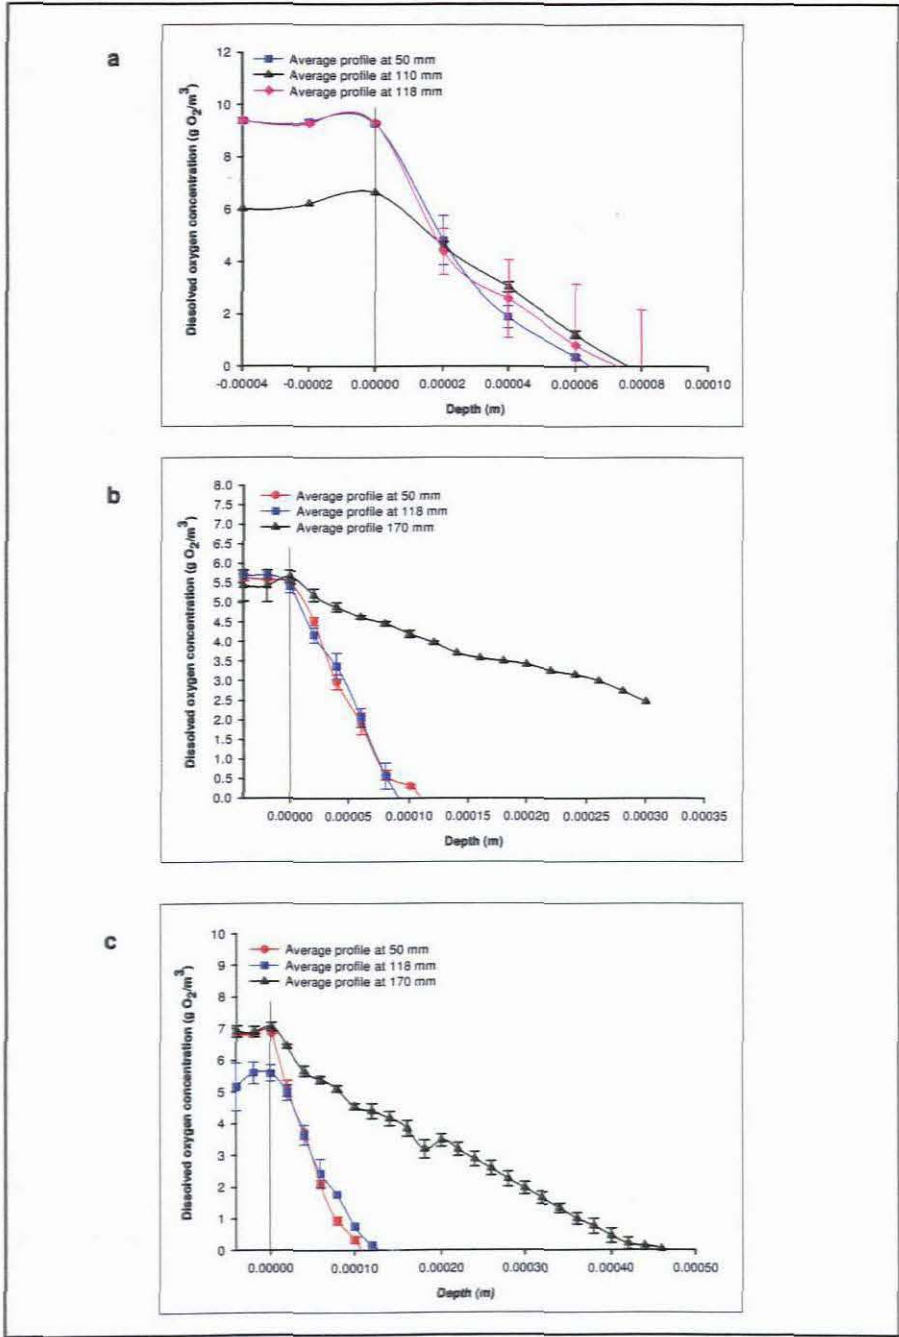 a
Dissolved oxygen concentration (g O2/m3)
12
10
8
6
4
2
0
Average profile at 50 mm
Average profile at 110 mm
Average profile at 118 mm
-0.00004 -0.00002 0.00000 0.00002 0.00004 0.00006 0.00008 0.00010
Depth (m)
b
Dissolved oxygen concentration (g O2/m3)
8.0
7.5
7.0
6.5
6.0
5.5
5.0
4.5
4.0
3.5
3.0
2.5
2.0
1.5
1.0
0.5
0.0
Average profile at 50 mm
Average profile at 118 mm
Average profile 170 mm
0.00000 0.00005 0.00010 0.00015 0.00020 0.00025 0.00030 0.00035
Depth (m)
c
Dissolved oxygen concentration (g O2/m3)
10
9
8
7
6
5
4
3
2
1
0
Average profile at 50 mm
Average profile at 118 mm
Average profile at 170 mm
0.00000 0.00010 0.00020 0.00030 0.00040 0.00050
Depth (m)